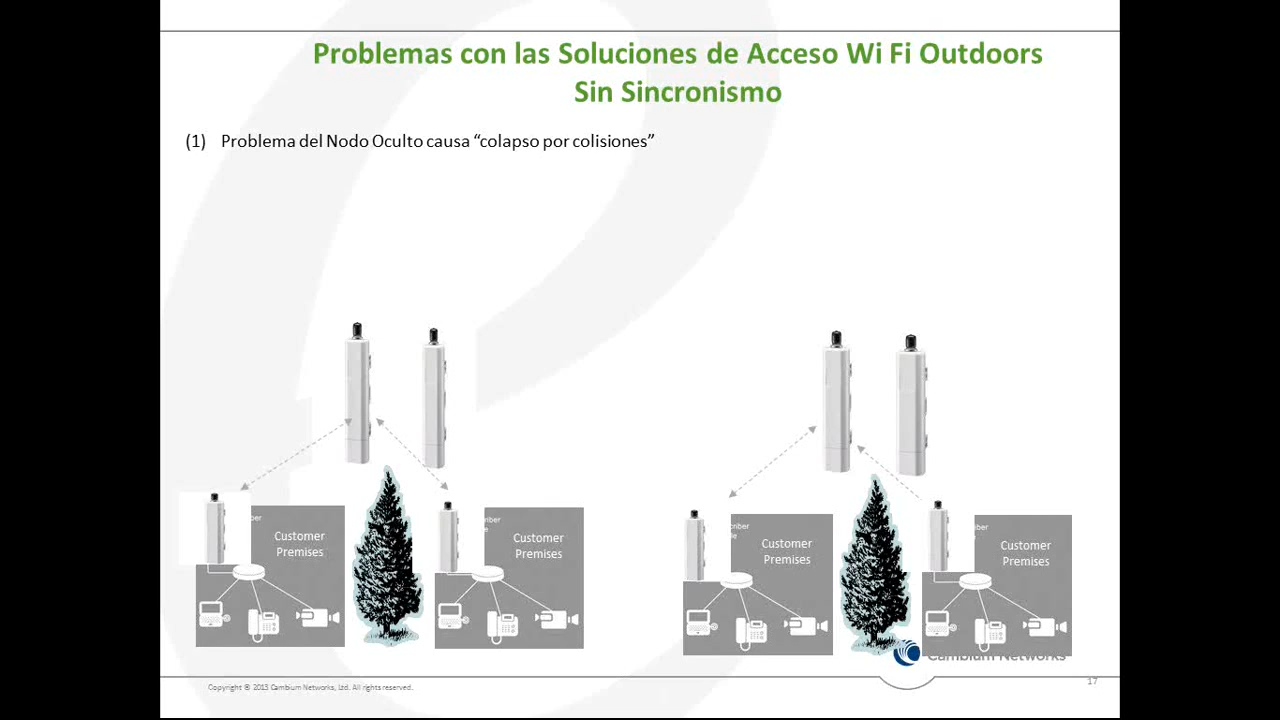 Problemas con las Soluciones de Acceso Wi Fi Outdoors
Sin Sincronismo
(1) Problema del Nodo Oculto causa “colapso por colisiones”
Customer
Premises
Customer
Premises
Customer
Premises
Customer
Premises
Cambium Networks
Copyright ® 2013 Cambium Networks, Ltd. All rights reserved.
17